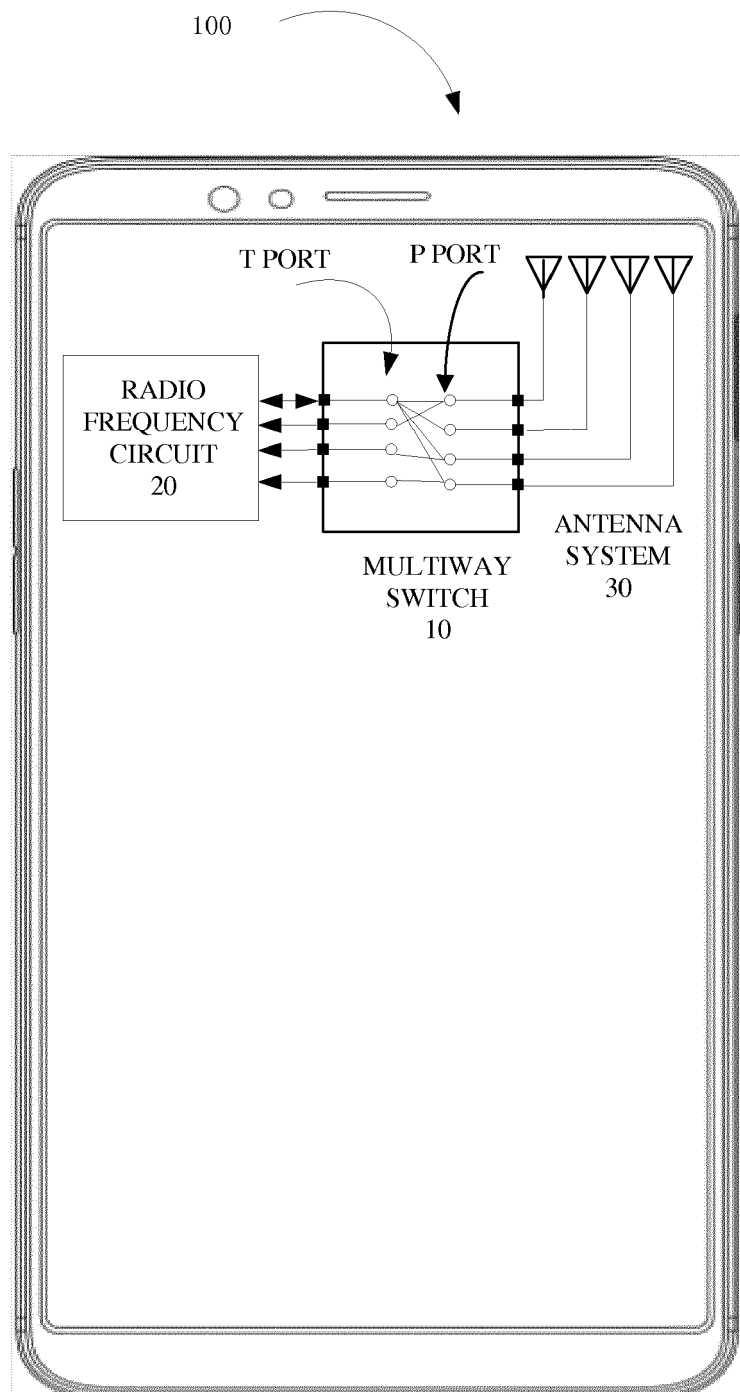 100
T PORT
P PORT
RADIO
FREQUENCY
CIRCUIT
20
MULTIWAY
SWITCH
10
ANTENNA
SYSTEM
30